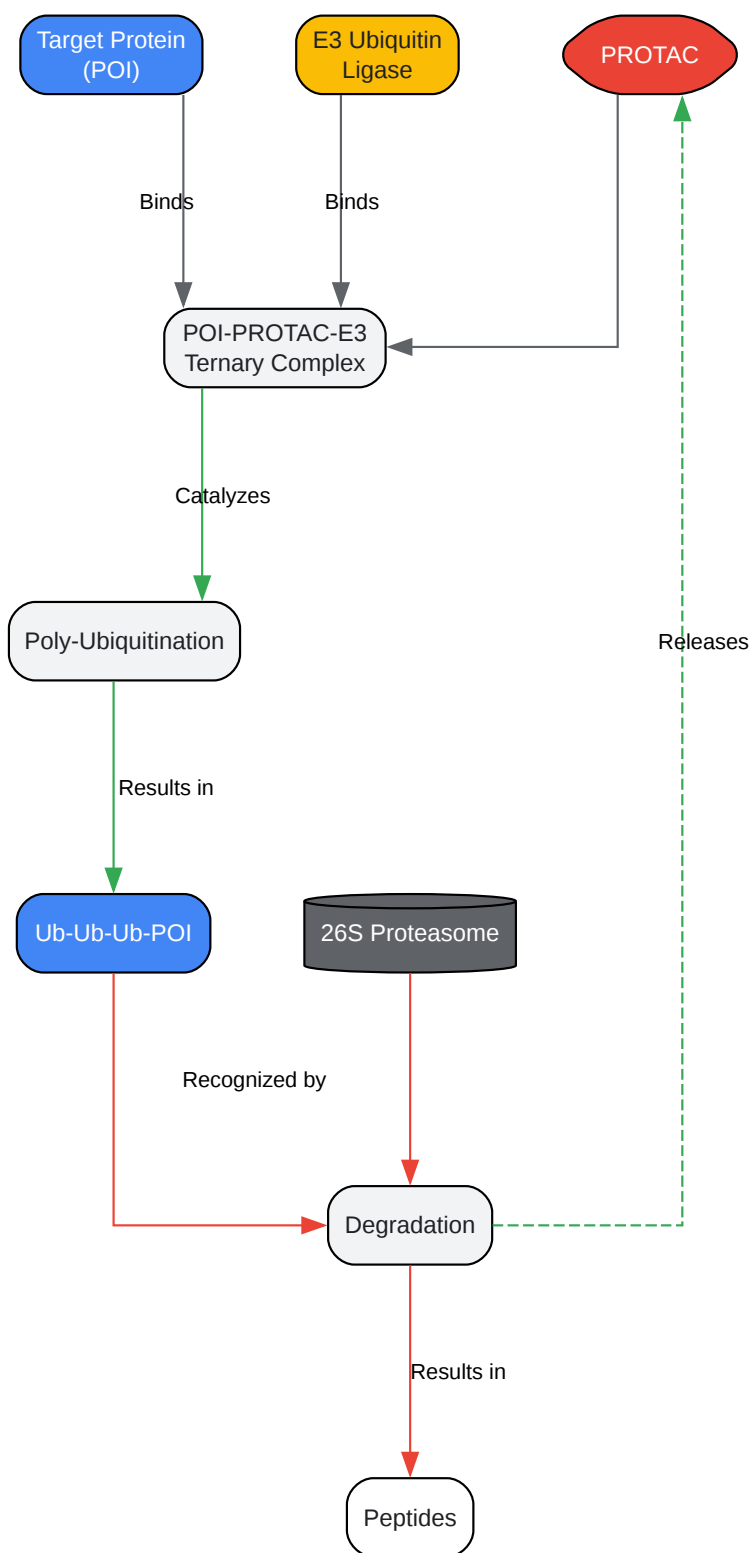 Target Protein
(POI)
E3 Ubiquitin
Ligase
PROTAC
Binds
Binds
POI-PROTAC-E3
Ternary Complex
Catalyzes
Poly-Ubiquitination
Releases
Results in
Ub-Ub-Ub-POI
26S Proteasome
Recognized by
Degradation
Results in
Peptides